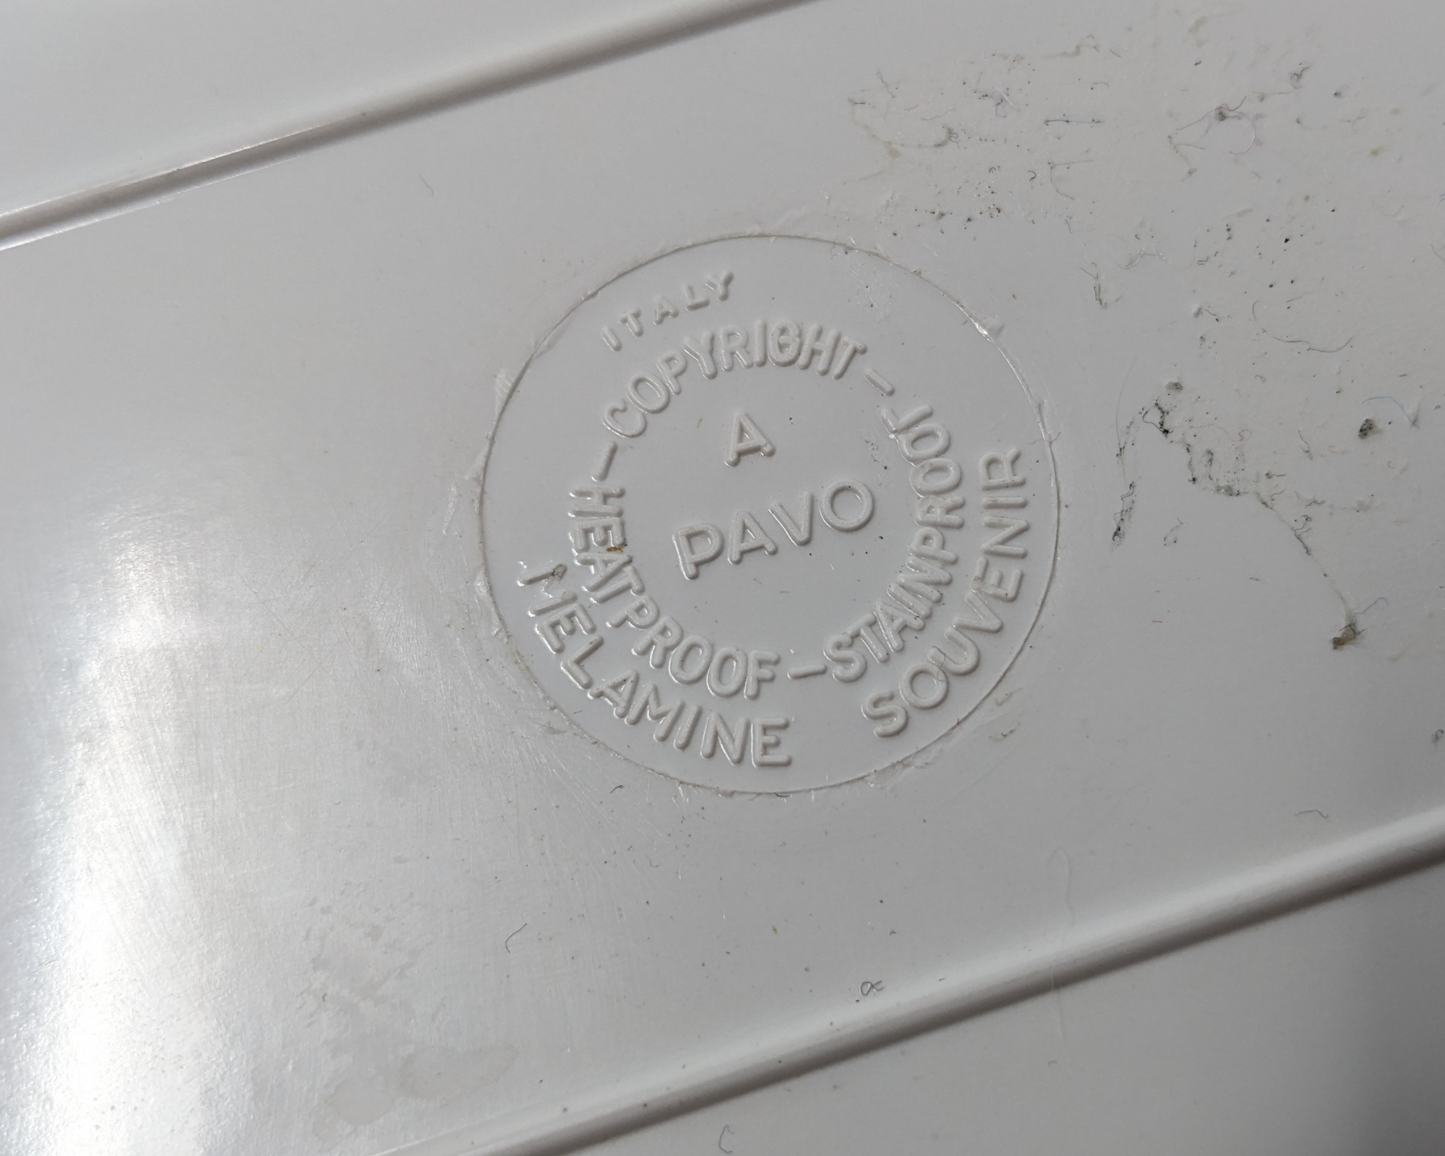 ITALY
COPYRIGHT – STAINPROOF – HEATPROOF –
A
PAVO
MELAMINE
SOUVENIR